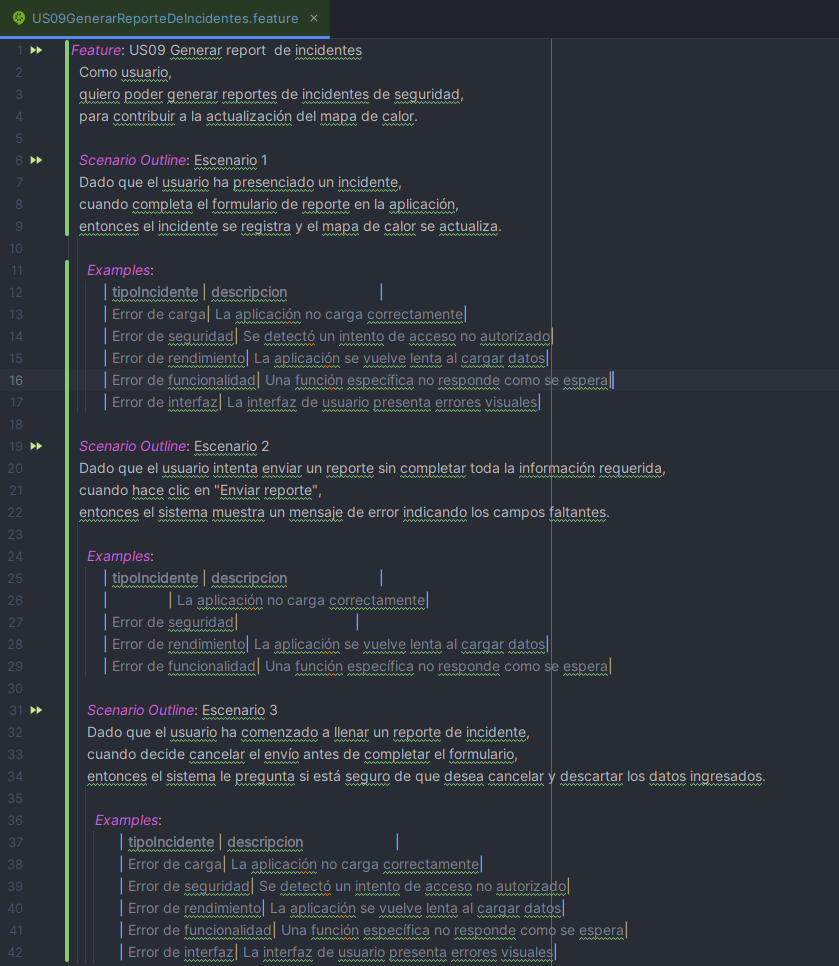 US09GenerarReporteDeIncidentes.feature ×
1 Feature: US09 Generar report  de incidentes
2 Como usuario,
3 quiero poder generar reportes de incidentes de seguridad,
4 para contribuir a la actualización del mapa de calor.
5
6 Scenario Outline: Escenario 1
7 Dado que el usuario ha presenciado un incidente,
8 cuando completa el formulario de reporte en la aplicación,
9 entonces el incidente se registra y el mapa de calor se actualiza.
10
11 Examples:
12 | tipoIncidente | descripcion |
13 | Error de carga| La aplicación no carga correctamente|
14 | Error de seguridad| Se detectó un intento de acceso no autorizado|
15 | Error de rendimiento| La aplicación se vuelve lenta al cargar datos|
16 | Error de funcionalidad| Una función específica no responde como se espera|
17 | Error de interfaz| La interfaz de usuario presenta errores visuales|
18
19 Scenario Outline: Escenario 2
20 Dado que el usuario intenta enviar un reporte sin completar toda la información requerida,
21 cuando hace clic en "Enviar reporte",
22 entonces el sistema muestra un mensaje de error indicando los campos faltantes.
23
24 Examples:
25 | tipoIncidente | descripcion |
26 | | La aplicación no carga correctamente|
27 | Error de seguridad| |
28 | Error de rendimiento| La aplicación se vuelve lenta al cargar datos|
29 | Error de funcionalidad| Una función específica no responde como se espera|
30
31 Scenario Outline: Escenario 3
32 Dado que el usuario ha comenzado a llenar un reporte de incidente,
33 cuando decide cancelar el envío antes de completar el formulario,
34 entonces el sistema le pregunta si está seguro de que desea cancelar y descartar los datos ingresados.
35
36 Examples:
37 | tipoIncidente | descripcion |
38 | Error de carga| La aplicación no carga correctamente|
39 | Error de seguridad| Se detectó un intento de acceso no autorizado|
40 | Error de rendimiento| La aplicación se vuelve lenta al cargar datos|
41 | Error de funcionalidad| Una función específica no responde como se espera|
42 | Error de interfaz| La interfaz de usuario presenta errores visuales|